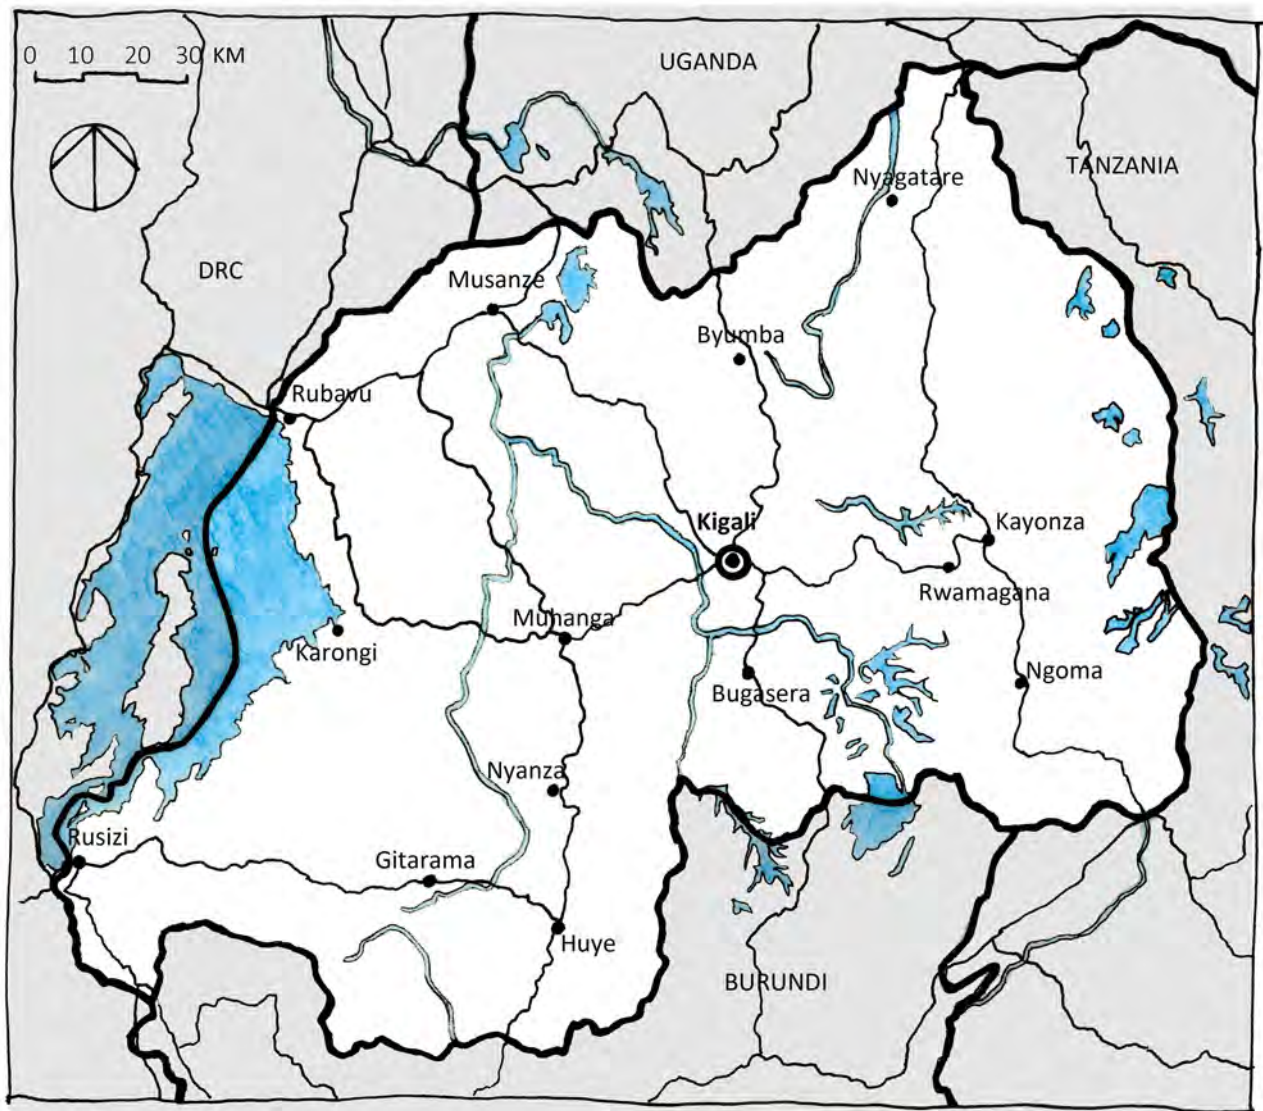 0 10 20 30 KM
UGANDA
TANZANIA
Nyagatare
DRC
Musanze
Byumba
Rubavu
Kigali
Kayonza
Rwamagana
Muhanga
Karongi
Ngoma
Bugasera
Nyanza
Rusizi
Gitarama
Huye
BURUNDI